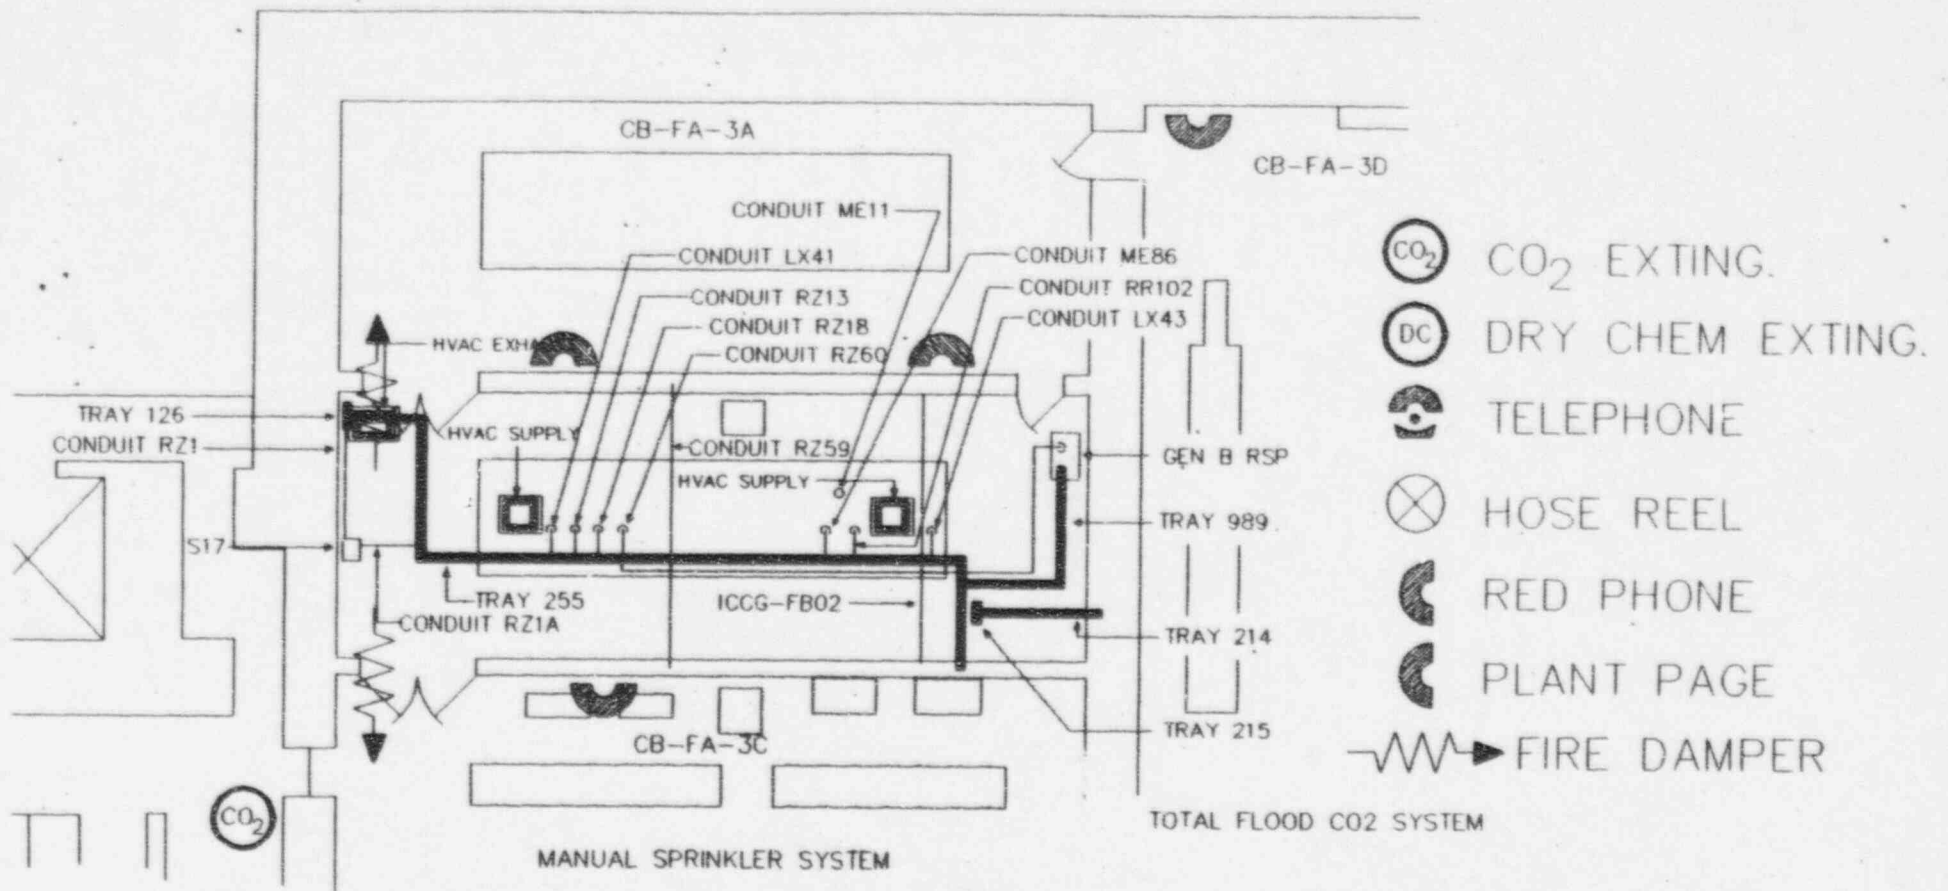 CB-FA-3A
CB-FA-3D
CONDUIT ME11
CONDUIT LX41
CONDUIT ME86
CONDUIT RZ13
CONDUIT RR102
CONDUIT RZ18
CONDUIT LX43
HVAC EXHA
CONDUIT RZ60
TRAY 126
HVAC SUPPLY
CONDUIT RZ1
CONDUIT RZ59
GEN B RSP
HVAC SUPPLY
TRAY 989
S17
TRAY 255
ICCG-FB02
CONDUIT RZ1A
TRAY 214
TRAY 215
CB-FA-3C
CO2
MANUAL SPRINKLER SYSTEM
TOTAL FLOOD CO2 SYSTEM
CO2 CO2 EXTING.
DC DRY CHEM EXTING.
TELEPHONE
HOSE REEL
RED PHONE
PLANT PAGE
FIRE DAMPER